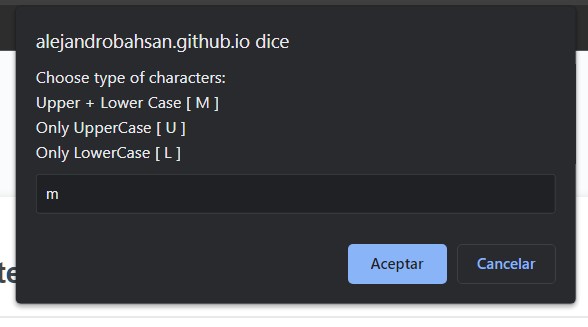 alejandrobahsan.github.io dice
Choose type of characters:
Upper + Lower Case [ M ]
Only UpperCase [ U ]
Only LowerCase [ L ]
m
te
Aceptar
Cancelar